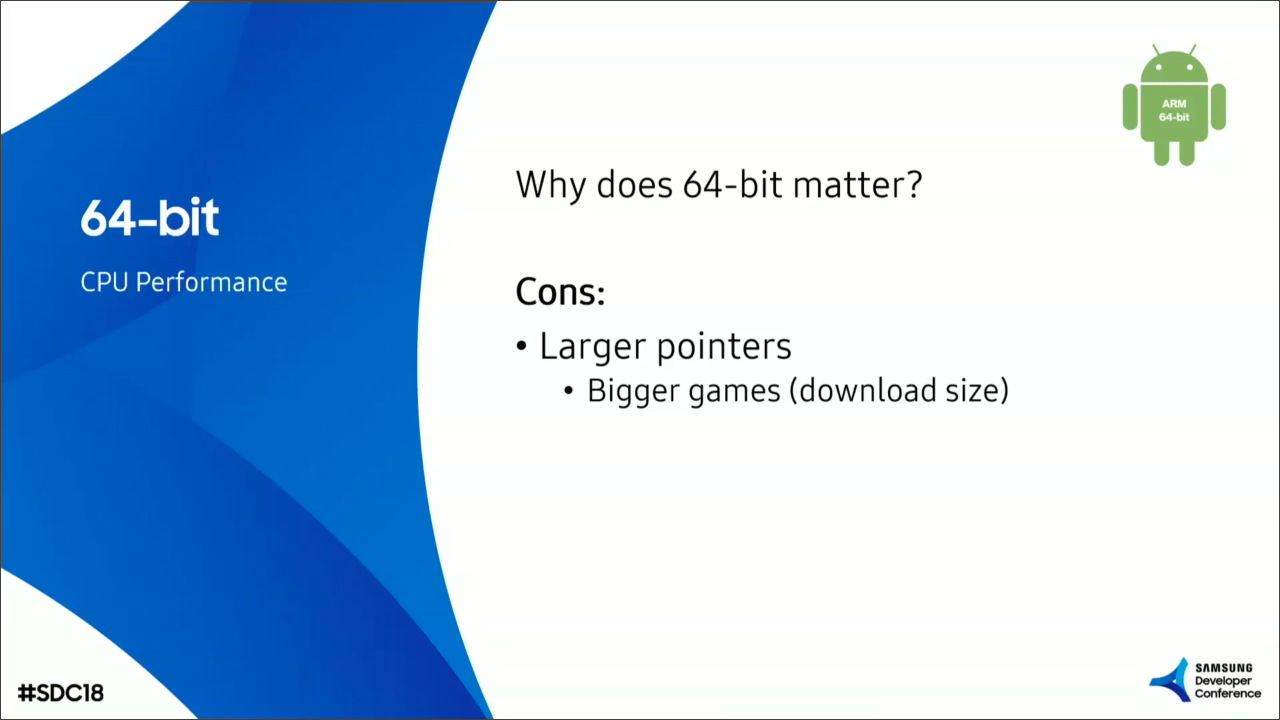 64-bit
CPU Performance
ARM
64-bit
Why does 64-bit matter?
Cons:
• Larger pointers
• Bigger games (download size)
#SDC18
SAMSUNG
Developer
Conference